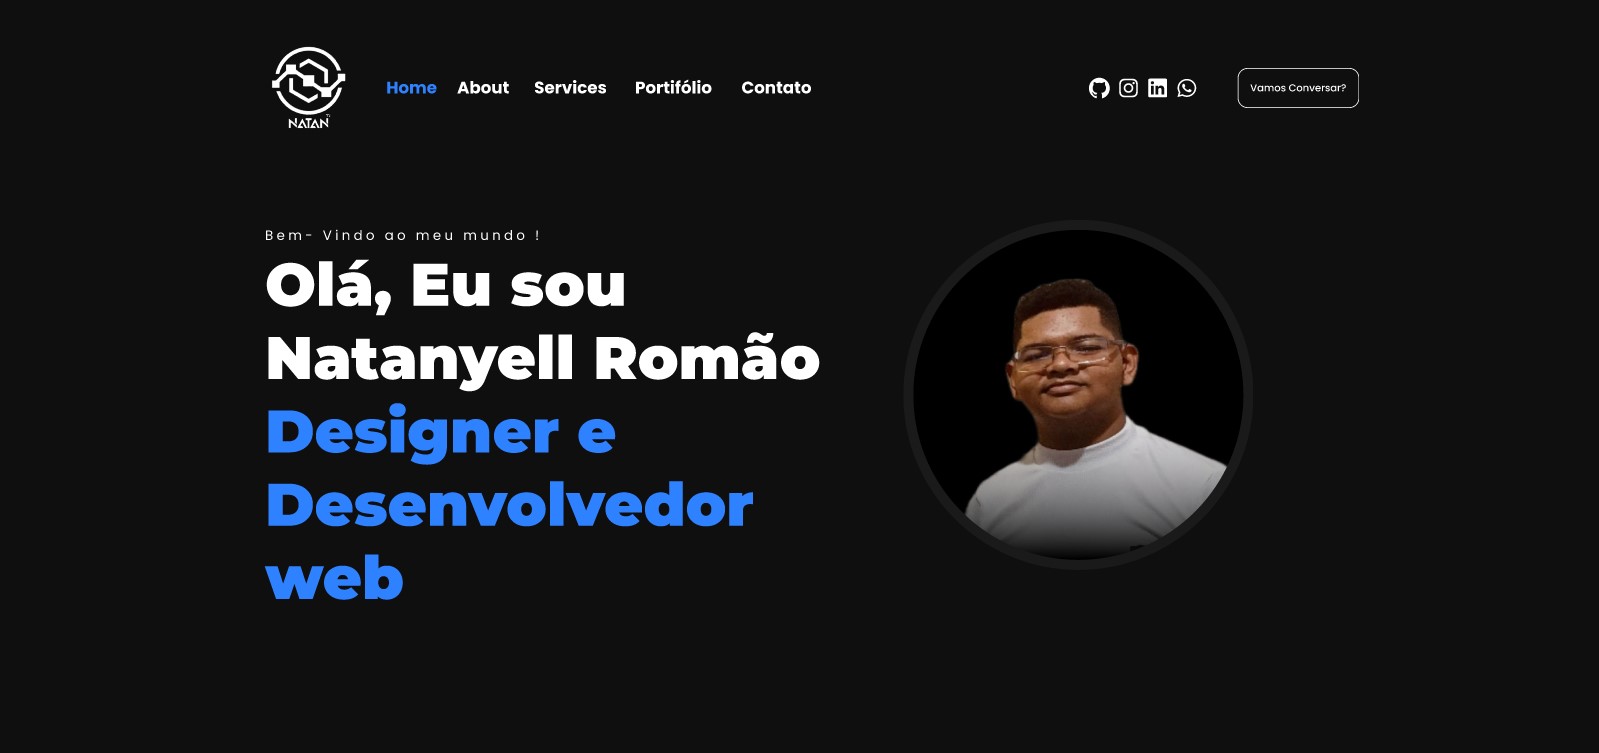 NATAN
Home About Services Portifólio Contato
Vamos Conversar?
Bem- Vindo ao meu mundo !
Olá, Eu sou
Natanyell Romão
Designer e
Desenvolvedor
web